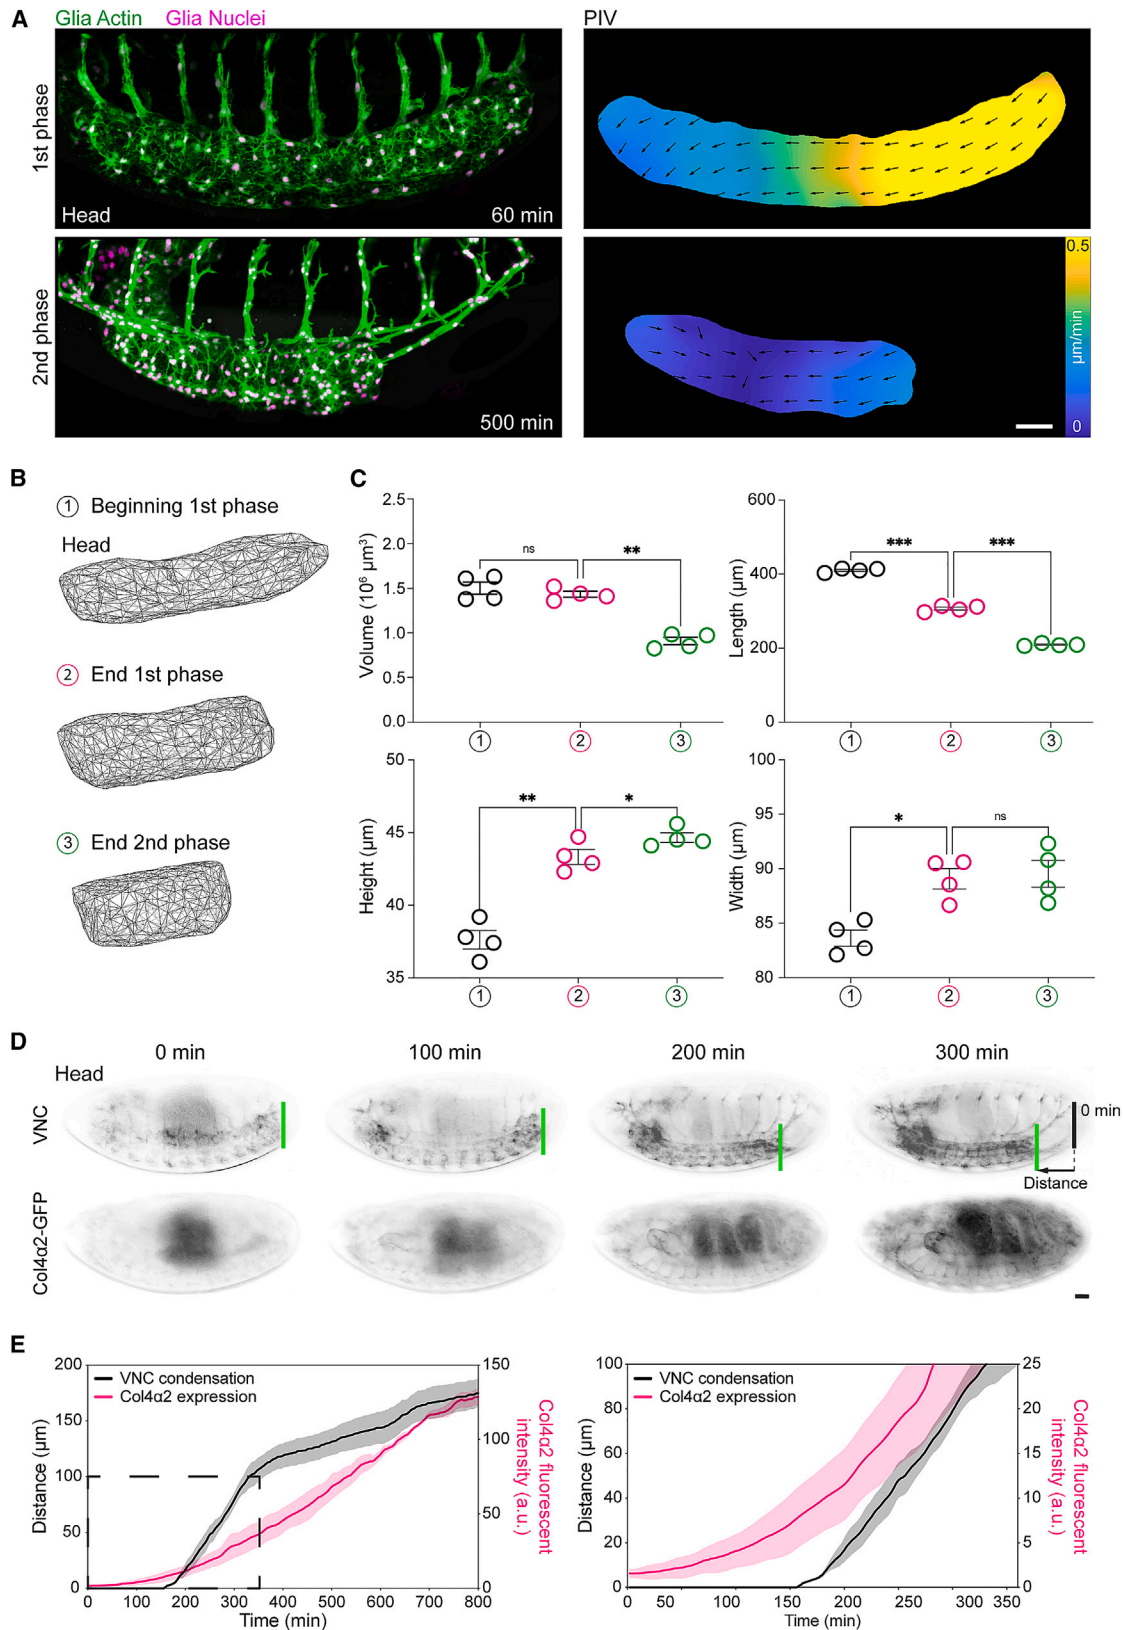 A
Glia Actin Glia Nuclei
PIV
1st phase
Head
60 min
2nd phase
500 min
0.5
µm/min
0
B
1 Beginning 1st phase
Head
2 End 1st phase
3 End 2nd phase
C
Volume (10⁶ µm³)
2.5
2.0
1.5
1.0
0.5
0.0
ns
**
1 2 3
Length (µm)
600
400
200
0
***
***
1 2 3
Height (µm)
50
45
40
35
**
*
1 2 3
Width (µm)
100
95
90
85
80
*
ns
1 2 3
D
0 min 100 min 200 min 300 min
Head
VNC
0 min
Distance
Col4α2-GFP
E
Distance (µm)
200
150
100
50
0
VNC condensation
Col4α2 expression
150
100
50
0
Col4α2 fluorescent
intensity (a.u.)
0 100 200 300 400 500 600 700 800
Time (min)
Distance (µm)
100
80
60
40
20
0
VNC condensation
Col4α2 expression
25
20
15
10
5
0
Col4α2 fluorescent
intensity (a.u.)
0 50 100 150 200 250 300 350
Time (min)